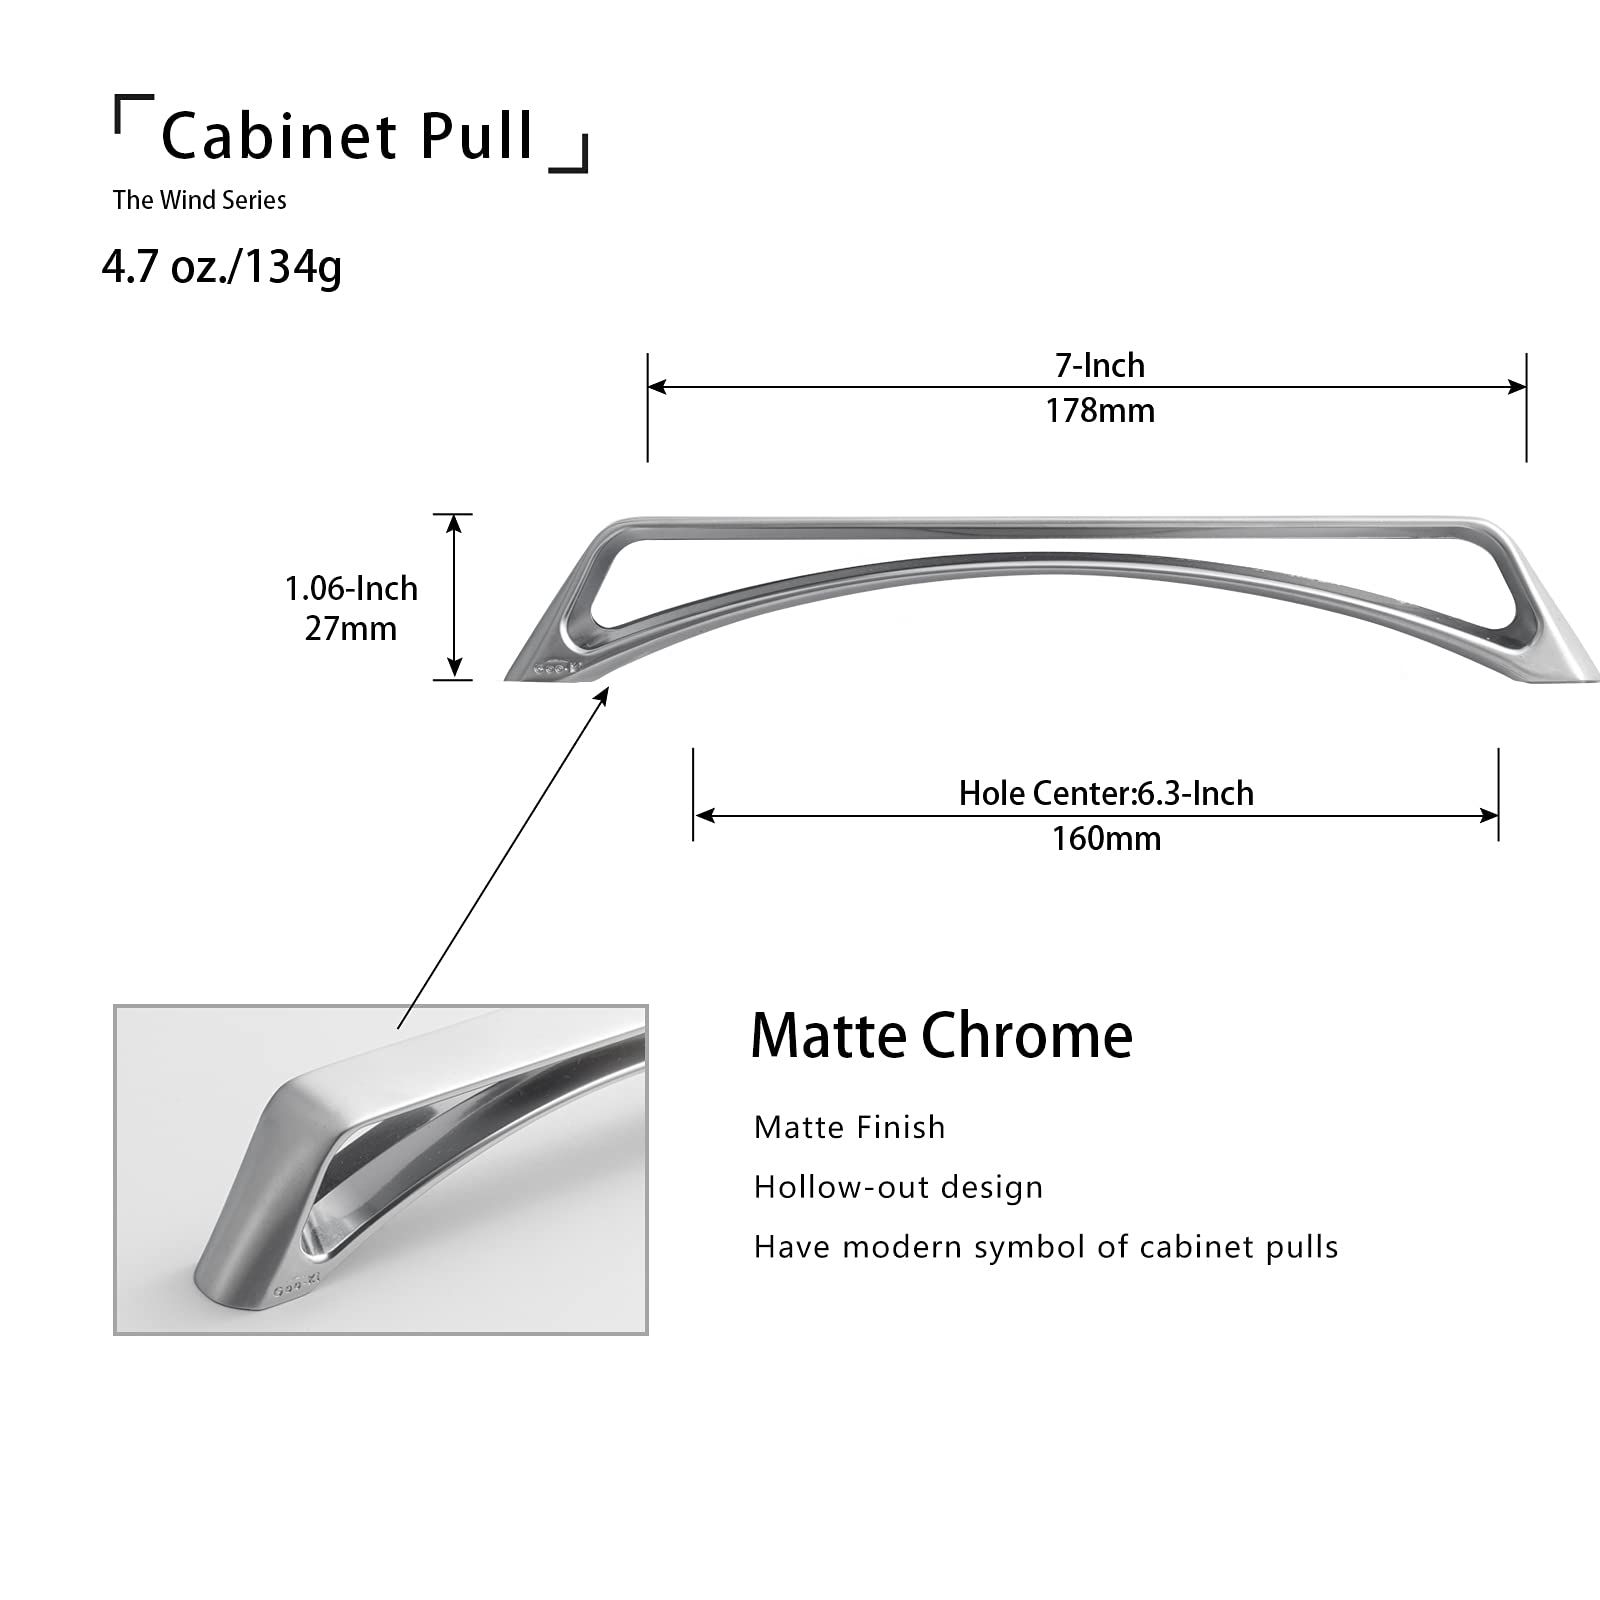 Cabinet Pull
The Wind Series
4.7 oz./134g
7-Inch
178mm
1.06-Inch
27mm
Hole Center:6.3-Inch
160mm
Matte Chrome
Matte Finish
Hollow-out design
Have modern symbol of cabinet pulls